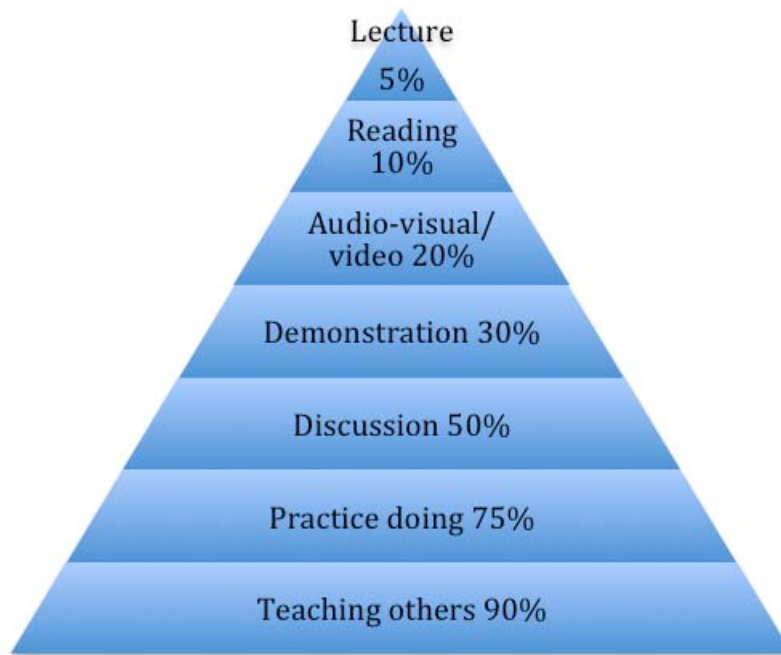 Lecture
5%
Reading
10%
Audio-visual/
video 20%
Demonstration 30%
Discussion 50%
Practice doing 75%
Teaching others 90%